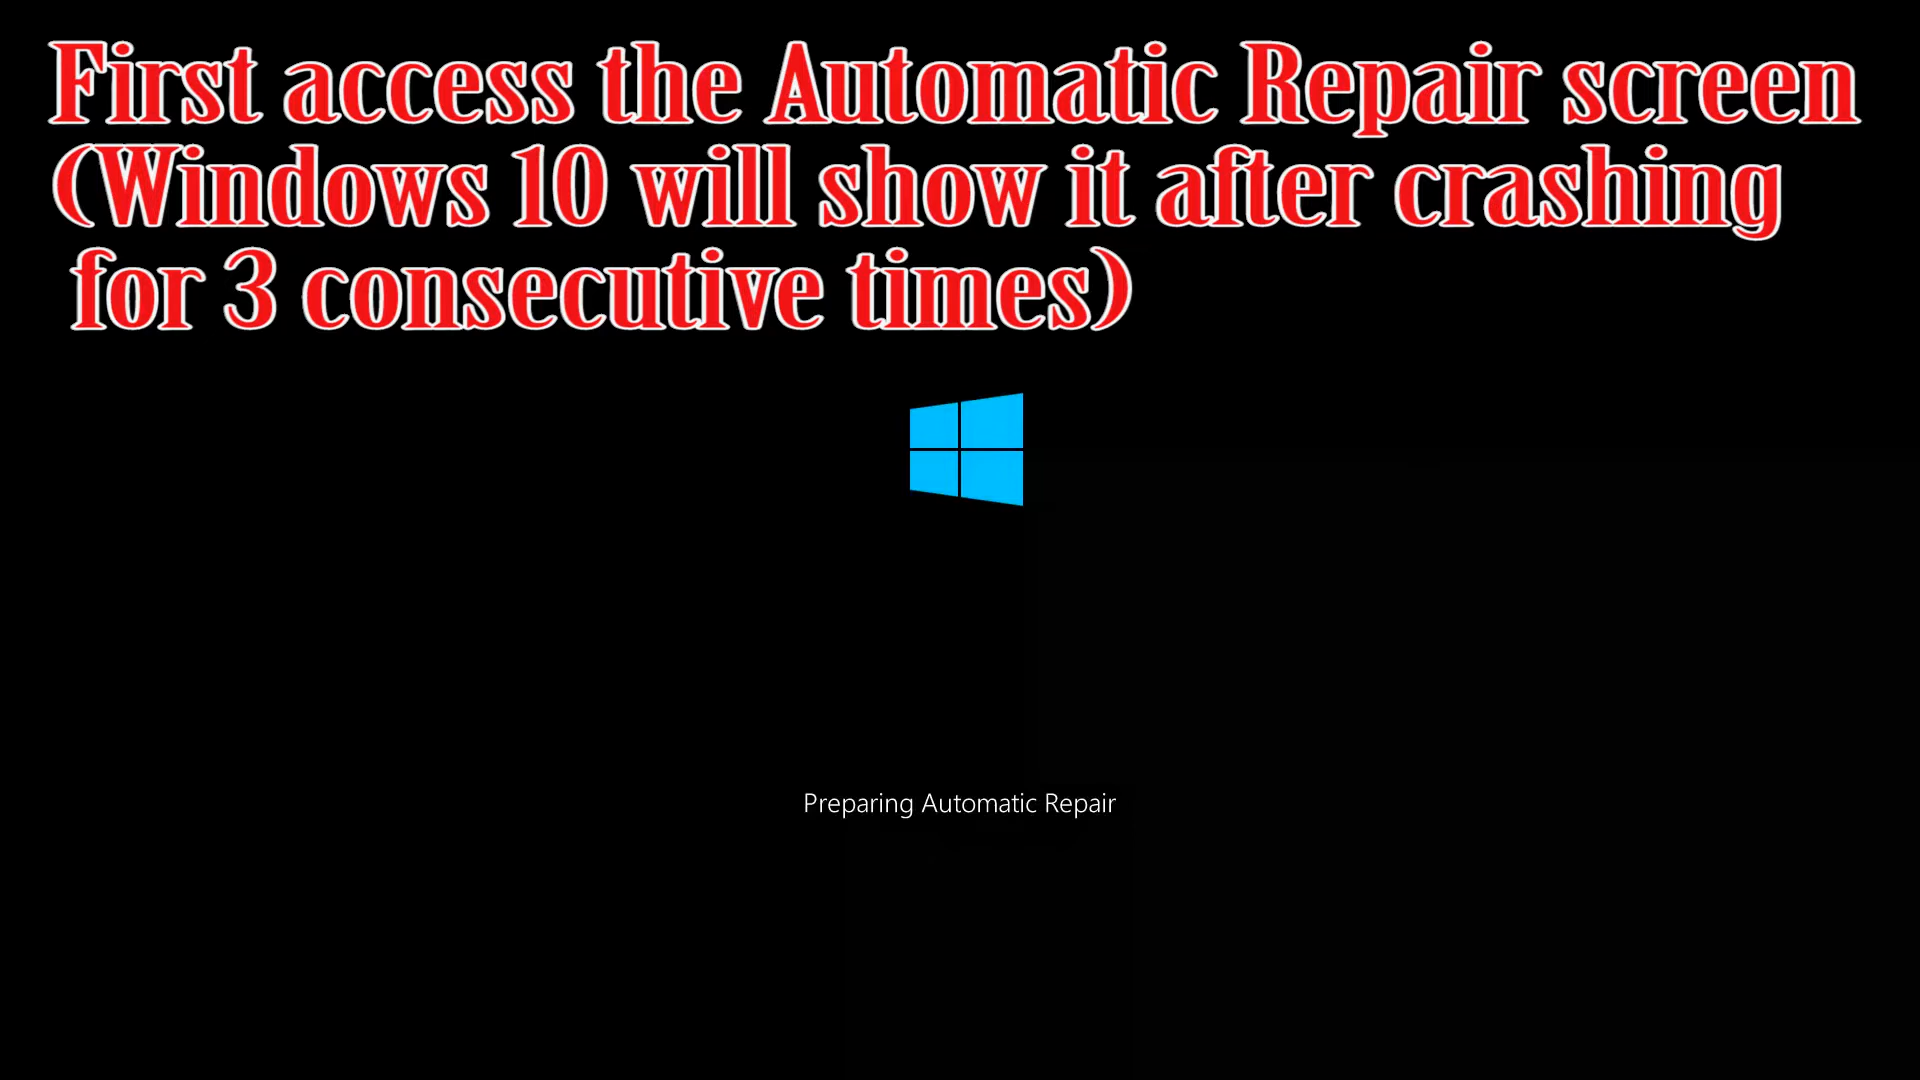 First access the Automatic Repair screen
(Windows 10 will show it after crashing
for 3 consecutive times)
Preparing Automatic Repair